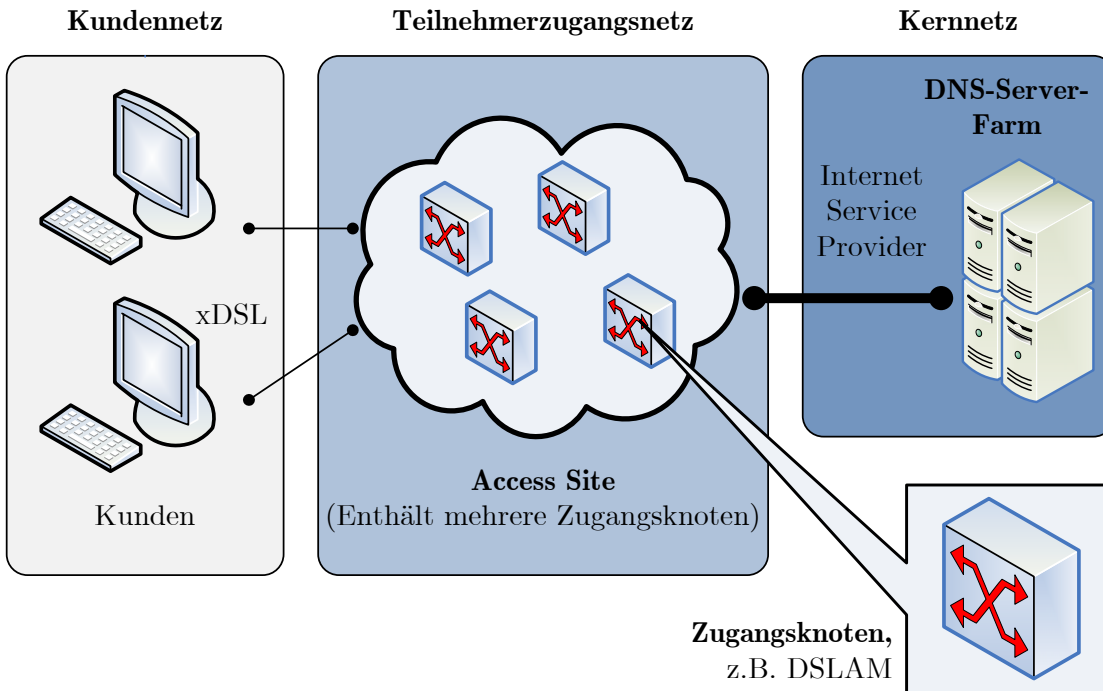 Kundennetz
Teilnehmerzugangsnetz
Kernnetz
DNS-Server-
Farm
Internet
Service
Provider
xDSL
Kunden
Access Site
(Enthält mehrere Zugangsknoten)
Zugangsknoten,
z.B. DSLAM